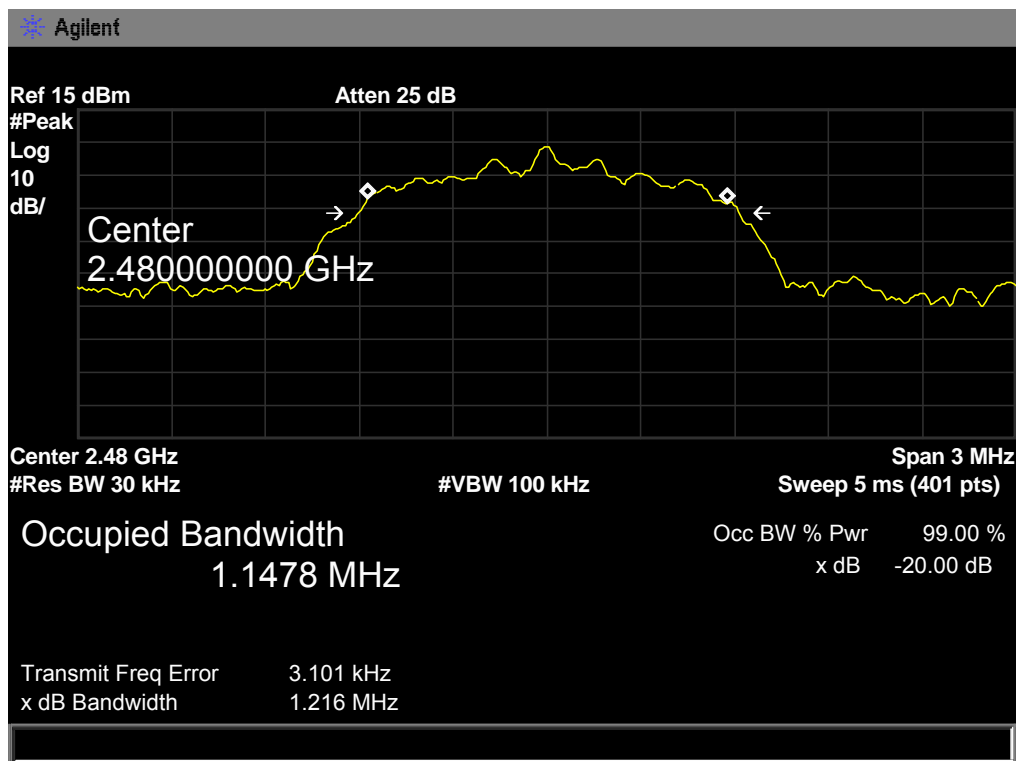 Agilent
Ref 15 dBm Atten 25 dB
#Peak
Log
10
dB/
Center
2.480000000 GHz
Center 2.48 GHz Span 3 MHz
#Res BW 30 kHz #VBW 100 kHz Sweep 5 ms (401 pts)
Occupied Bandwidth Occ BW % Pwr 99.00 %
1.1478 MHz x dB -20.00 dB
Transmit Freq Error 3.101 kHz
x dB Bandwidth 1.216 MHz